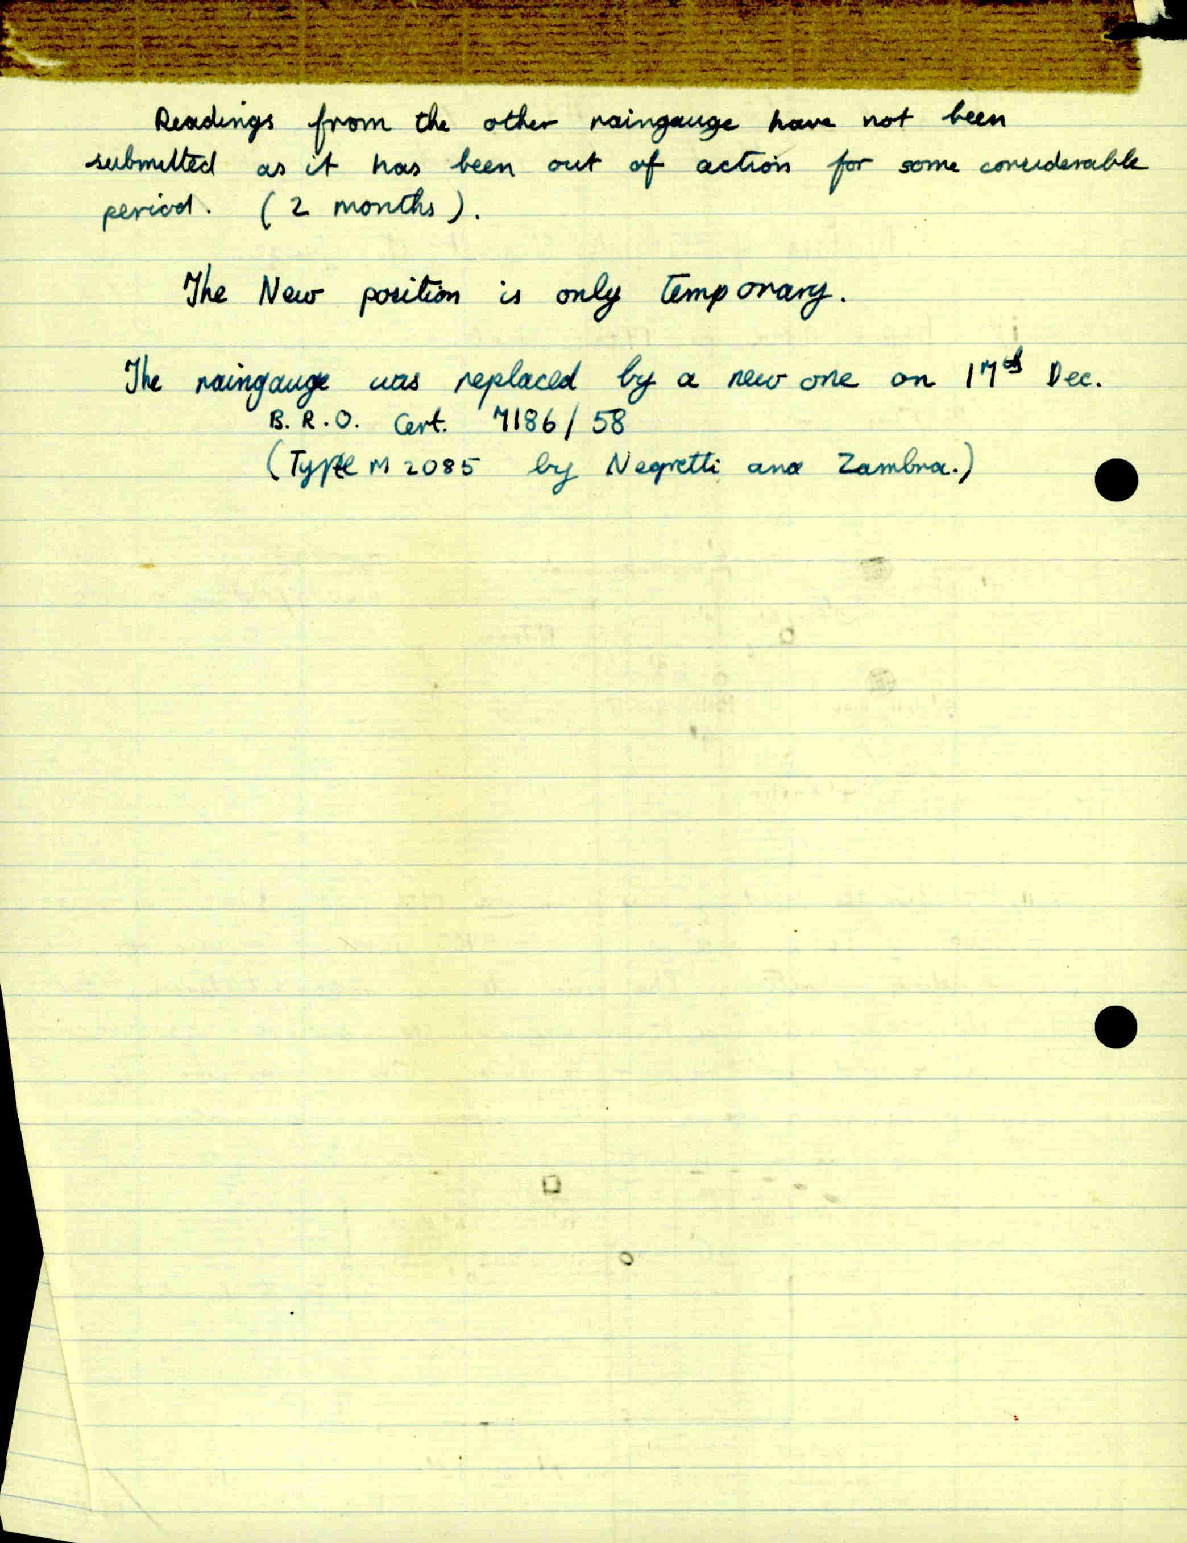 Readings from the other raingauge have not been
submitted as it has been out of action for some considerable
period. (2 months).
The New position is only temporary.
The raingauge was replaced by a new one on 17th Dec.
B.R.O. Cert. 7186/58
(Type M 2085 by Negretti and Zambra.)